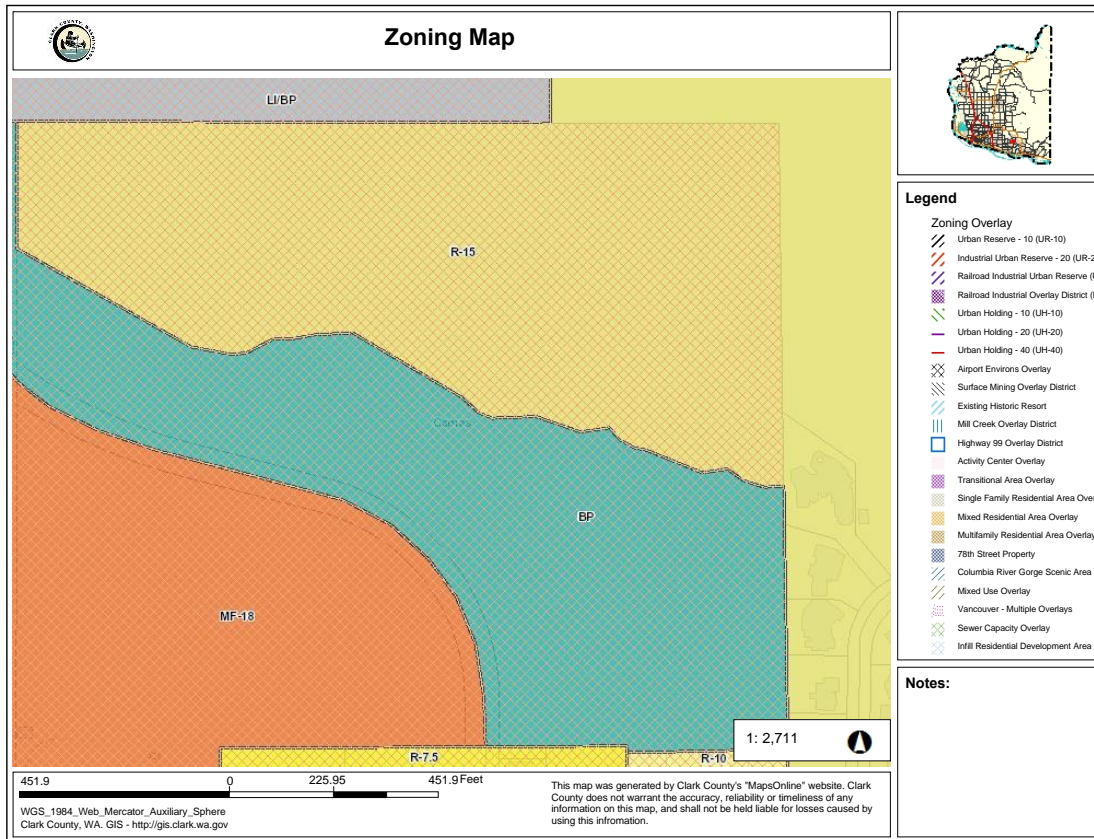 CLARK COUNTY, WASHINGTON
Zoning Map
LI/BP
R-15
Camas
BP
MF-18
R-7.5
R-10
1: 2,711
451.9
0
225.95
451.9 Feet
WGS_1984_Web_Mercator_Auxiliary_Sphere
Clark County, WA. GIS - http://gis.clark.wa.gov
This map was generated by Clark County's "MapsOnline" website. Clark
County does not warrant the accuracy, reliability or timeliness of any
information on this map, and shall not be held liable for losses caused by
using this infromation.
Legend
Zoning Overlay
Urban Reserve - 10 (UR-10)
Industrial Urban Reserve - 20 (UR-2
Railroad Industrial Urban Reserve (U
Railroad Industrial Overlay District (I
Urban Holding - 10 (UH-10)
Urban Holding - 20 (UH-20)
Urban Holding - 40 (UH-40)
Airport Environs Overlay
Surface Mining Overlay District
Existing Historic Resort
Mill Creek Overlay District
Highway 99 Overlay District
Activity Center Overlay
Transitional Area Overlay
Single Family Residential Area Over
Mixed Residential Area Overlay
Multifamily Residential Area Overlay
78th Street Property
Columbia River Gorge Scenic Area
Mixed Use Overlay
Vancouver - Multiple Overlays
Sewer Capacity Overlay
Infill Residential Development Area
Notes: